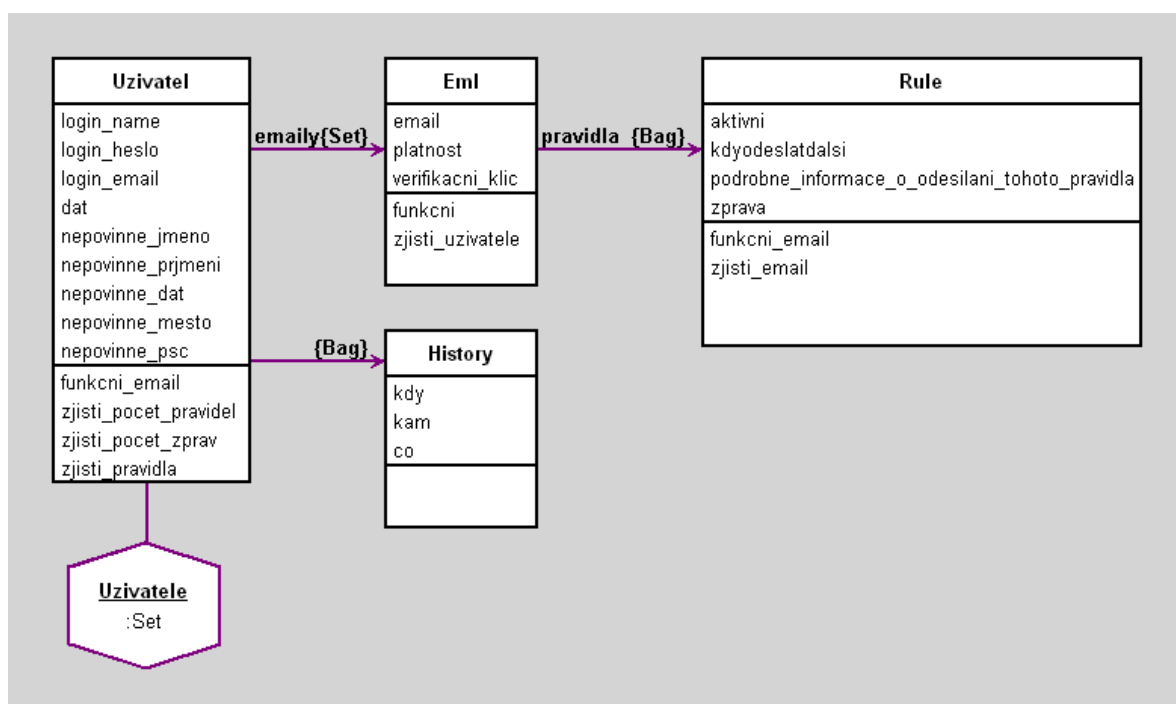 Uzivatel
login_name
login_heslo
login_email
dat
nepovinne_jmeno
nepovinne_prjmeni
nepovinne_dat
nepovinne_mesto
nepovinne_psc
funkcni_email
zjisti_pocet_pravidel
zjisti_pocet_zprav
zjisti_pravidla
emaily{Set}
Eml
email
platnost
verifikacni_klic
funkcni
zjisti_uzivatele
pravidla {Bag}
Rule
aktivni
kdyodeslatdalsi
podrobne_informace_o_odesilani_tohoto_pravidla
zprava
funkcni_email
zjisti_email
{Bag}
History
kdy
kam
co
Uzivatele
:Set